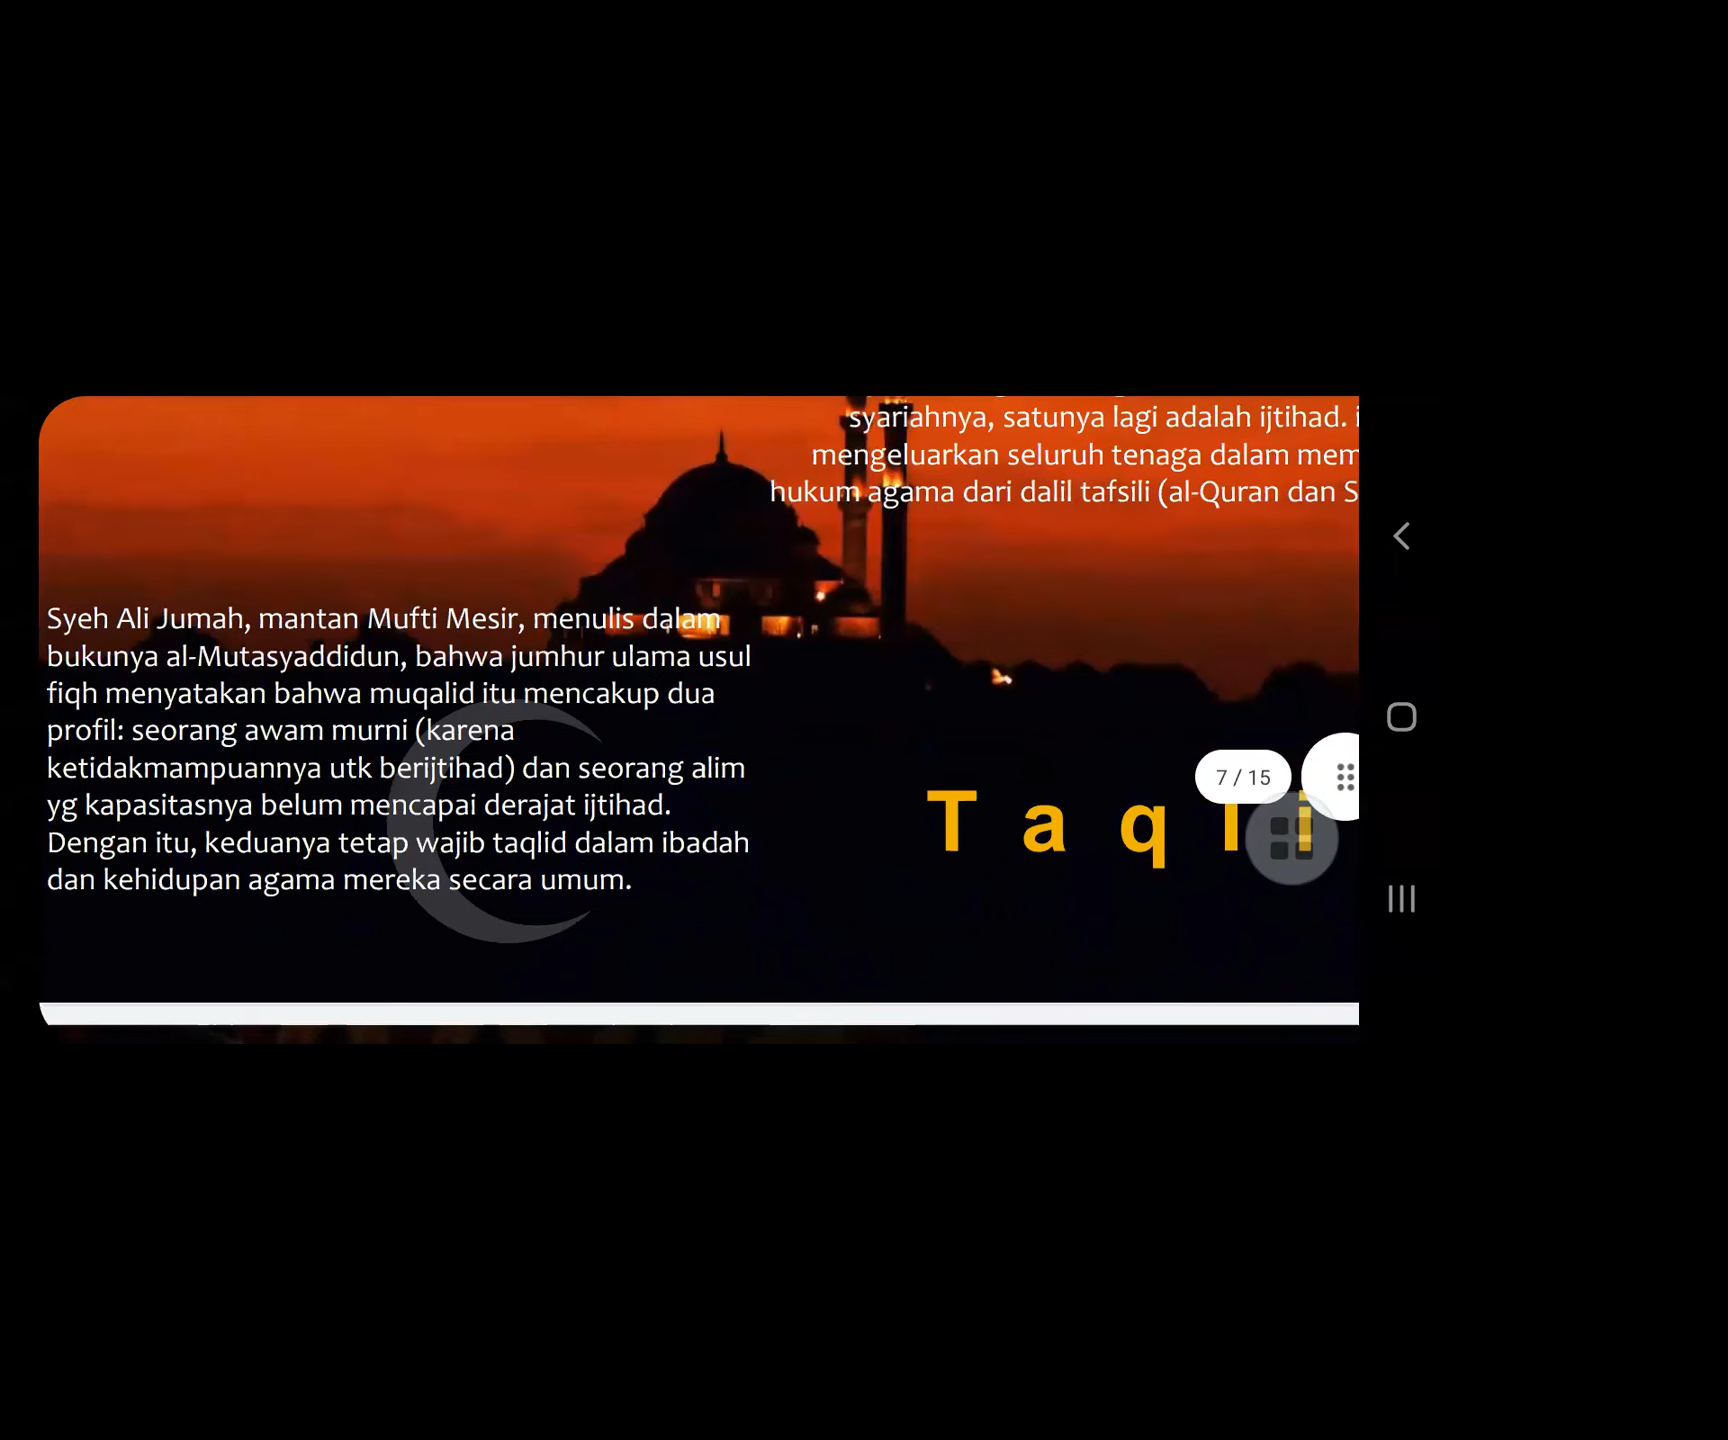 syariahnya, satunya lagi adalah ijtihad.
mengeluarkan seluruh tenaga dalam
hukum agama dari dalil tafsili (al-Quran dan
Syeh Ali Jumah, mantan Mufti Mesir, menulis dalam
bukunya al-Mutasyaddidun, bahwa jumhur ulama usul
fiqh menyatakan bahwa muqalid itu mencakup dua
profil: seorang awam murni (karena
ketidakmampuannya utk berijtihad) dan seorang alim
yg kapasitasnya belum mencapai derajat ijtihad.
Dengan itu, keduanya tetap wajib taqlid dalam ibadah
dan kehidupan agama mereka secara umum.
7 / 15
T a q l i